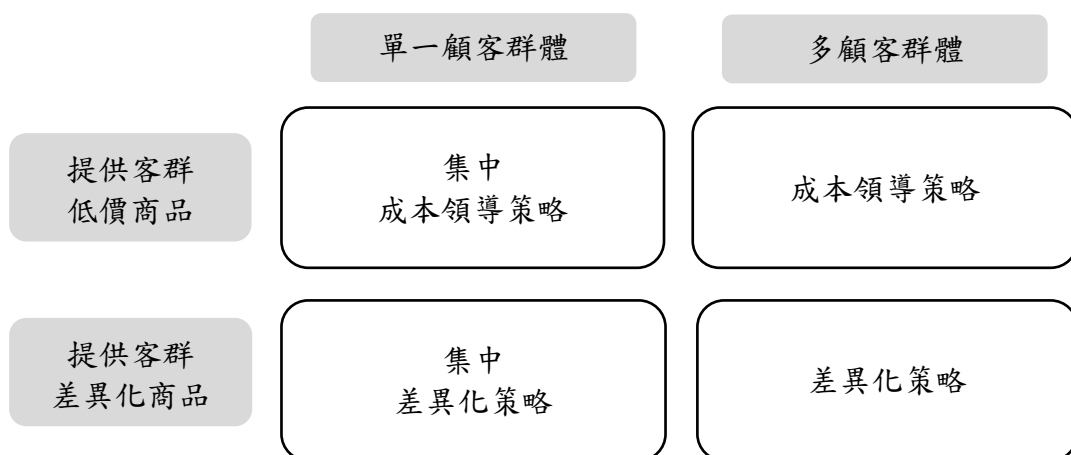 單一顧客群體
多顧客群體
提供客群
低價商品
集中
成本領導策略
成本領導策略
提供客群
差異化商品
集中
差異化策略
差異化策略